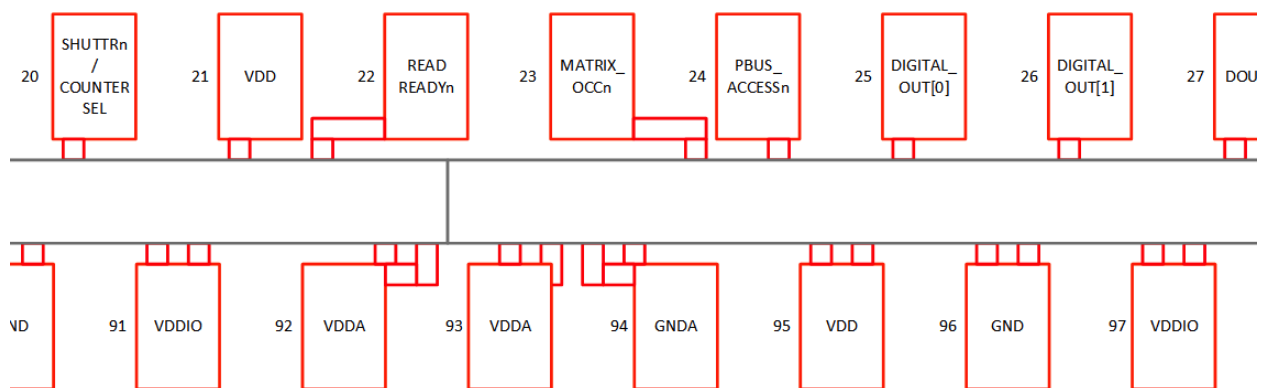 20
SHUTTRn
/
COUNTER
SEL
21
VDD
22
READ
READYn
23
MATRIX_
OCCn
24
PBUS_
ACCESSn
25
DIGITAL_
OUT[0]
26
DIGITAL_
OUT[1]
27
DOU
ND
91
VDDIO
92
VDDA
93
VDDA
94
GNDA
95
VDD
96
GND
97
VDDIO